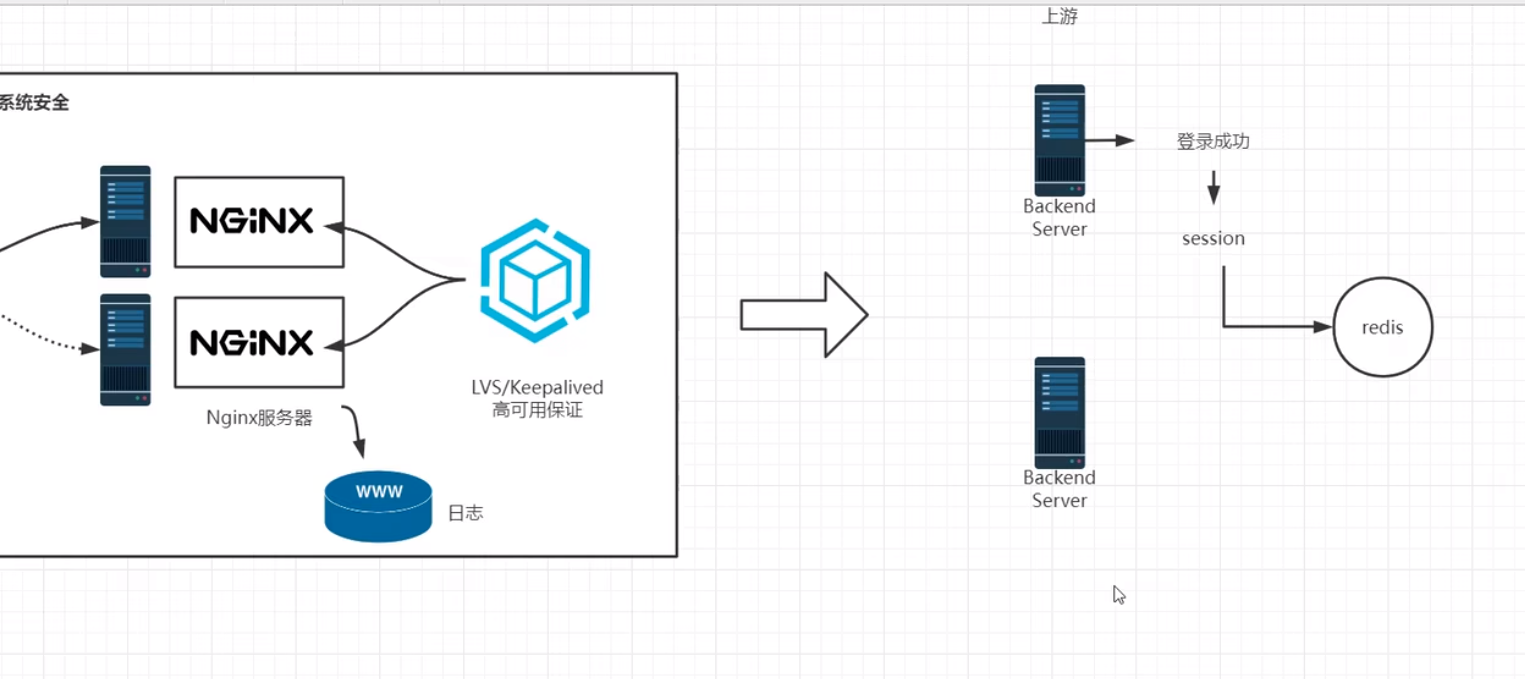 上游
系统安全
NGiNX
NGiNX
Nginx服务器
LVS/Keepalived
高可用保证
WWW
日志
Backend
Server
登录成功
session
redis
Backend
Server